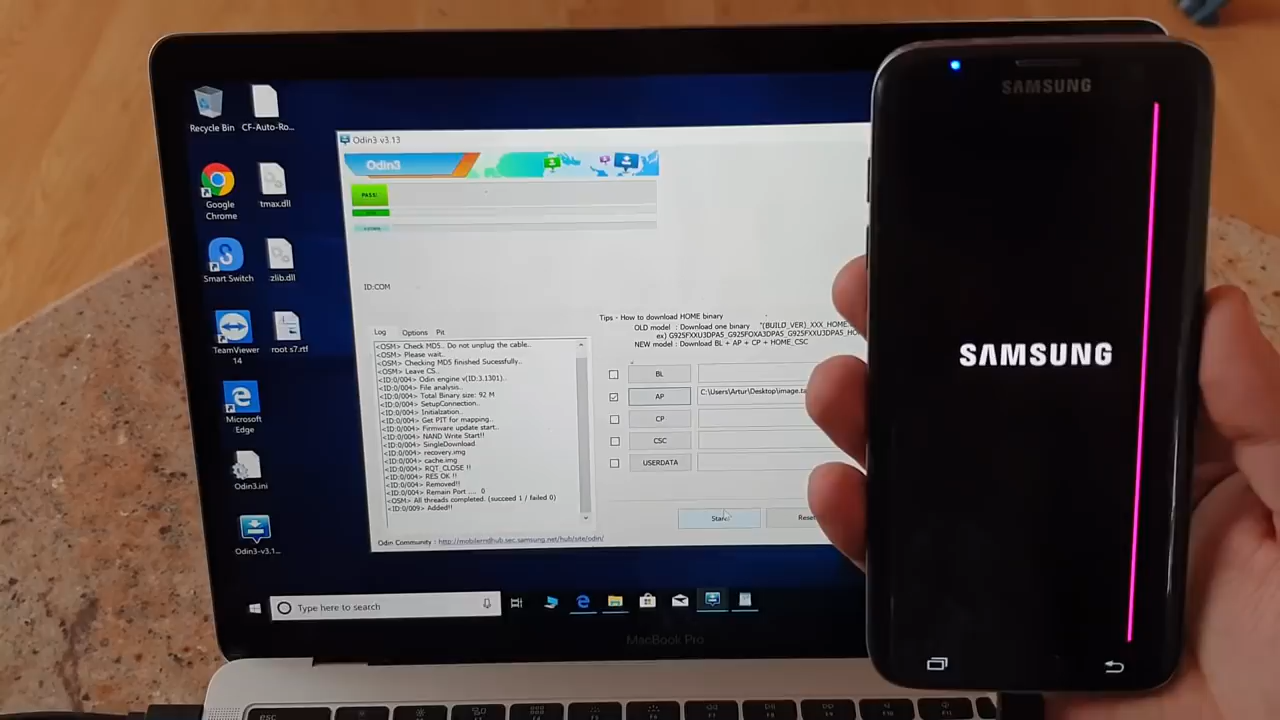 Recycle Bin
CF-Auto-Ro...
Google
Chrome
tmax.dll
Smart Switch
zlib.dll
TeamViewer
14
root s7.rtf
Microsoft
Edge
Odin3.ini
Odin3-v3.1...
Odin3 v3.13
Odin3
PASS!
ID:COM
Log
Options
Pit
<OSM> Check MD5.. Do not unplug the cable..
<OSM> Please wait..
<OSM> Checking MD5 finished Sucessfully..
<OSM> Leave CS..
<ID:0/004> Odin engine v(ID:3.1301)..
<ID:0/004> File analysis..
<ID:0/004> Total Binary size: 92 M
<ID:0/004> SetupConnection..
<ID:0/004> Initialzation..
<ID:0/004> Get PIT for mapping..
<ID:0/004> Firmware update start..
<ID:0/004> NAND Write Start!!
<ID:0/004> SingleDownload.
<ID:0/004> recovery.img
<ID:0/004> cache.img
<ID:0/004> RQT_CLOSE !!
<ID:0/004> RES OK !!
<ID:0/004> Removed!!
<ID:0/004> Remain Port .... 0
<OSM> All threads completed. (succeed 1 / failed 0)
<ID:0/009> Added!!
Tips - How to download HOME binary
OLD model : Download one binary "(BUILD_VER)_XXX_HOME.
ex) G925FXXU3DPA5_G925FOXA3DPA5_G925FXXU3DPA5_HO
NEW model : Download BL + AP + CP + HOME_CSC
BL
AP
C:\Users\Artur\Desktop\image.ta
CP
CSC
USERDATA
Start
Rese
Odin Community : http://mobilerndhub.sec.samsung.net/hub/site/odin/
Type here to search
MacBook Pro
esc
SAMSUNG
SAMSUNG